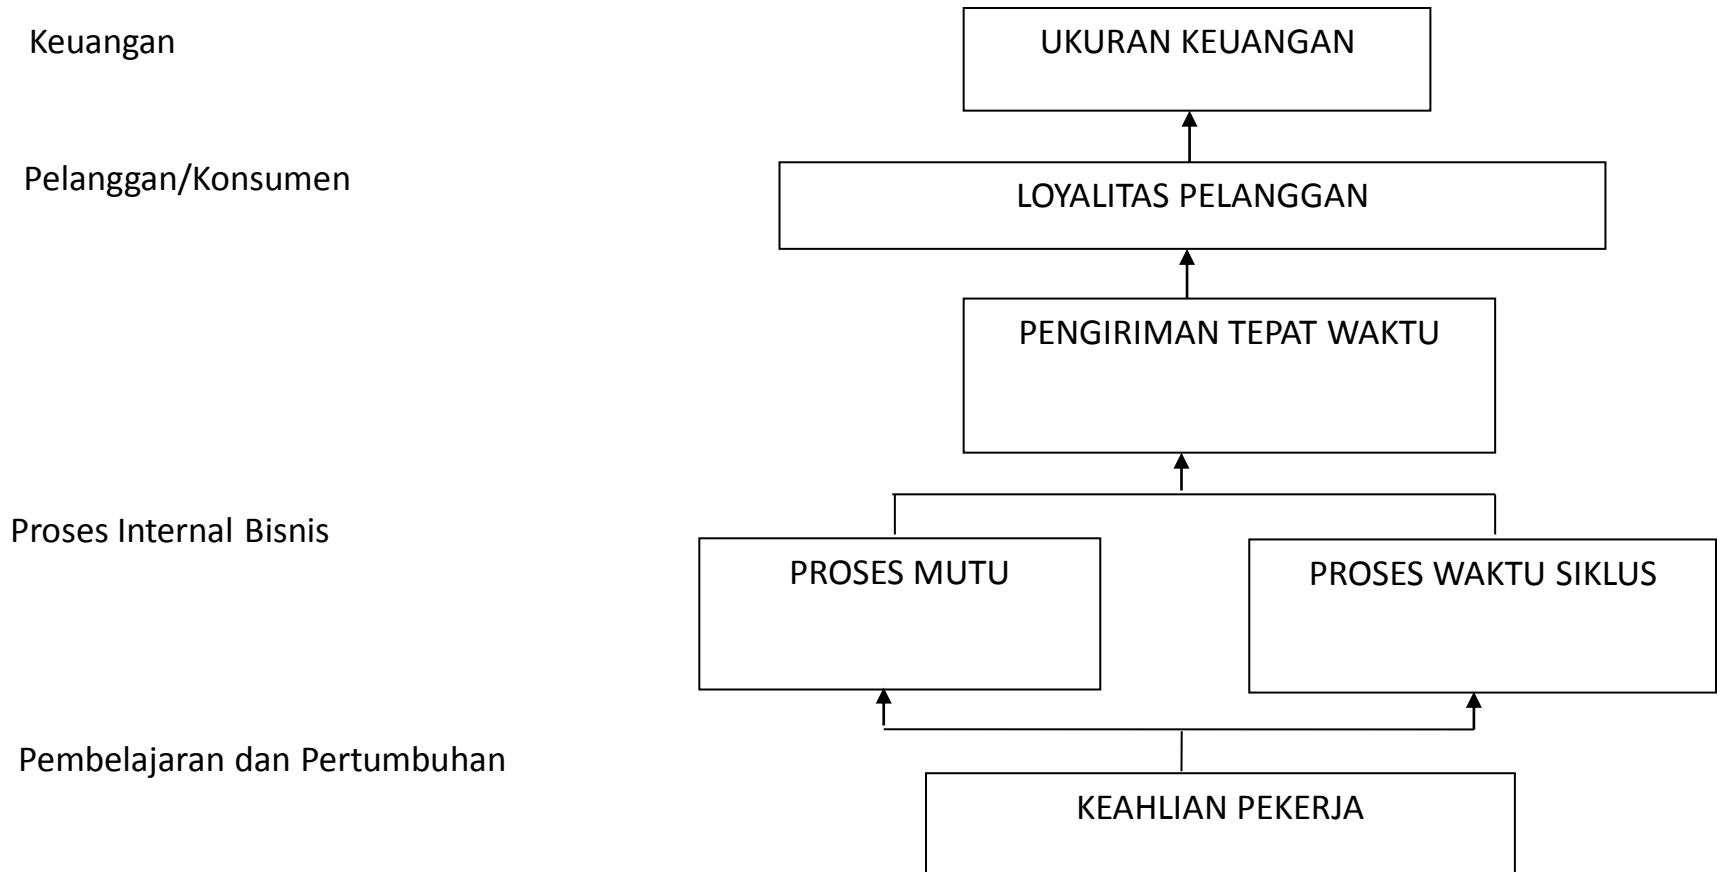 Keuangan
UKURAN KEUANGAN
Pelanggan/Konsumen
LOYALITAS PELANGGAN
PENGIRIMAN TEPAT WAKTU
Proses Internal Bisnis
PROSES MUTU
PROSES WAKTU SIKLUS
Pembelajaran dan Pertumbuhan
KEAHLIAN PEKERJA